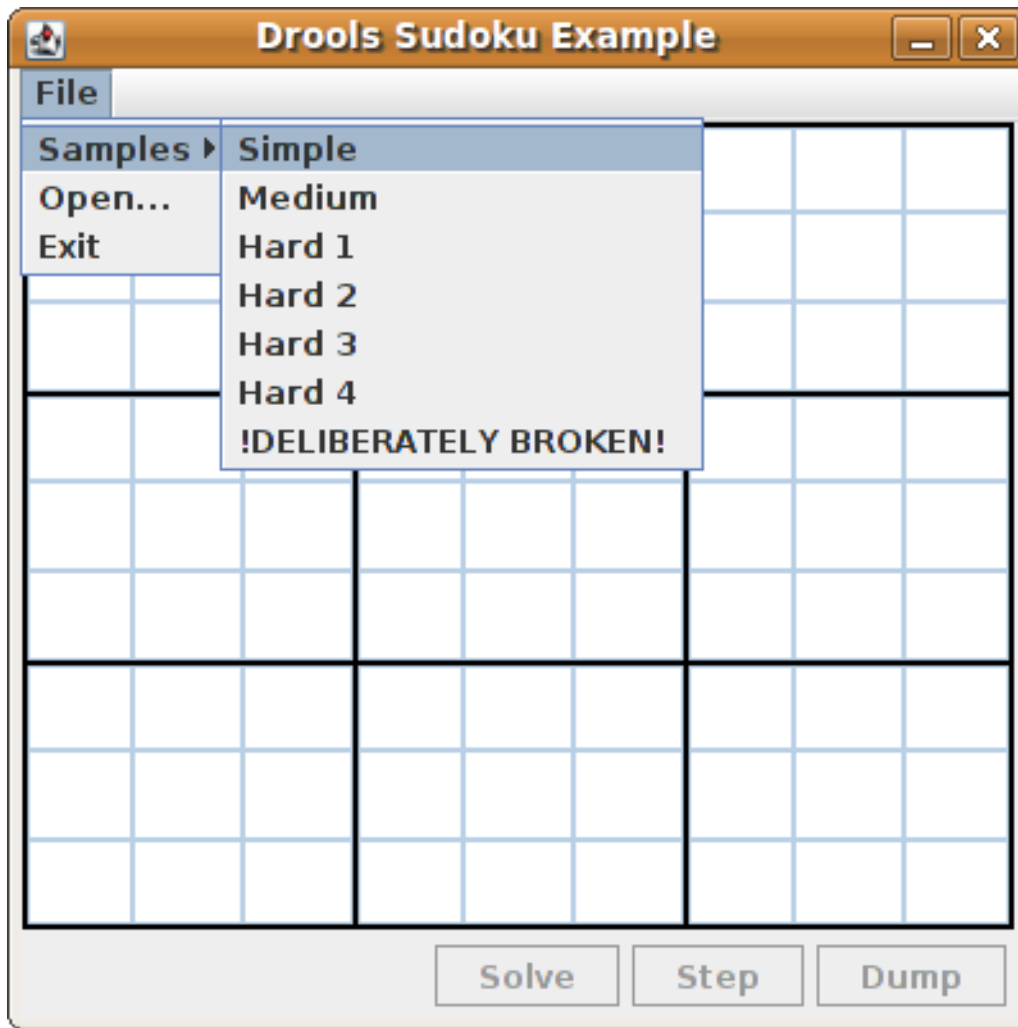 Drools Sudoku Example
File
Samples
Open...
Exit
Simple
Medium
Hard 1
Hard 2
Hard 3
Hard 4
!DELIBERATELY BROKEN!
Solve Step Dump